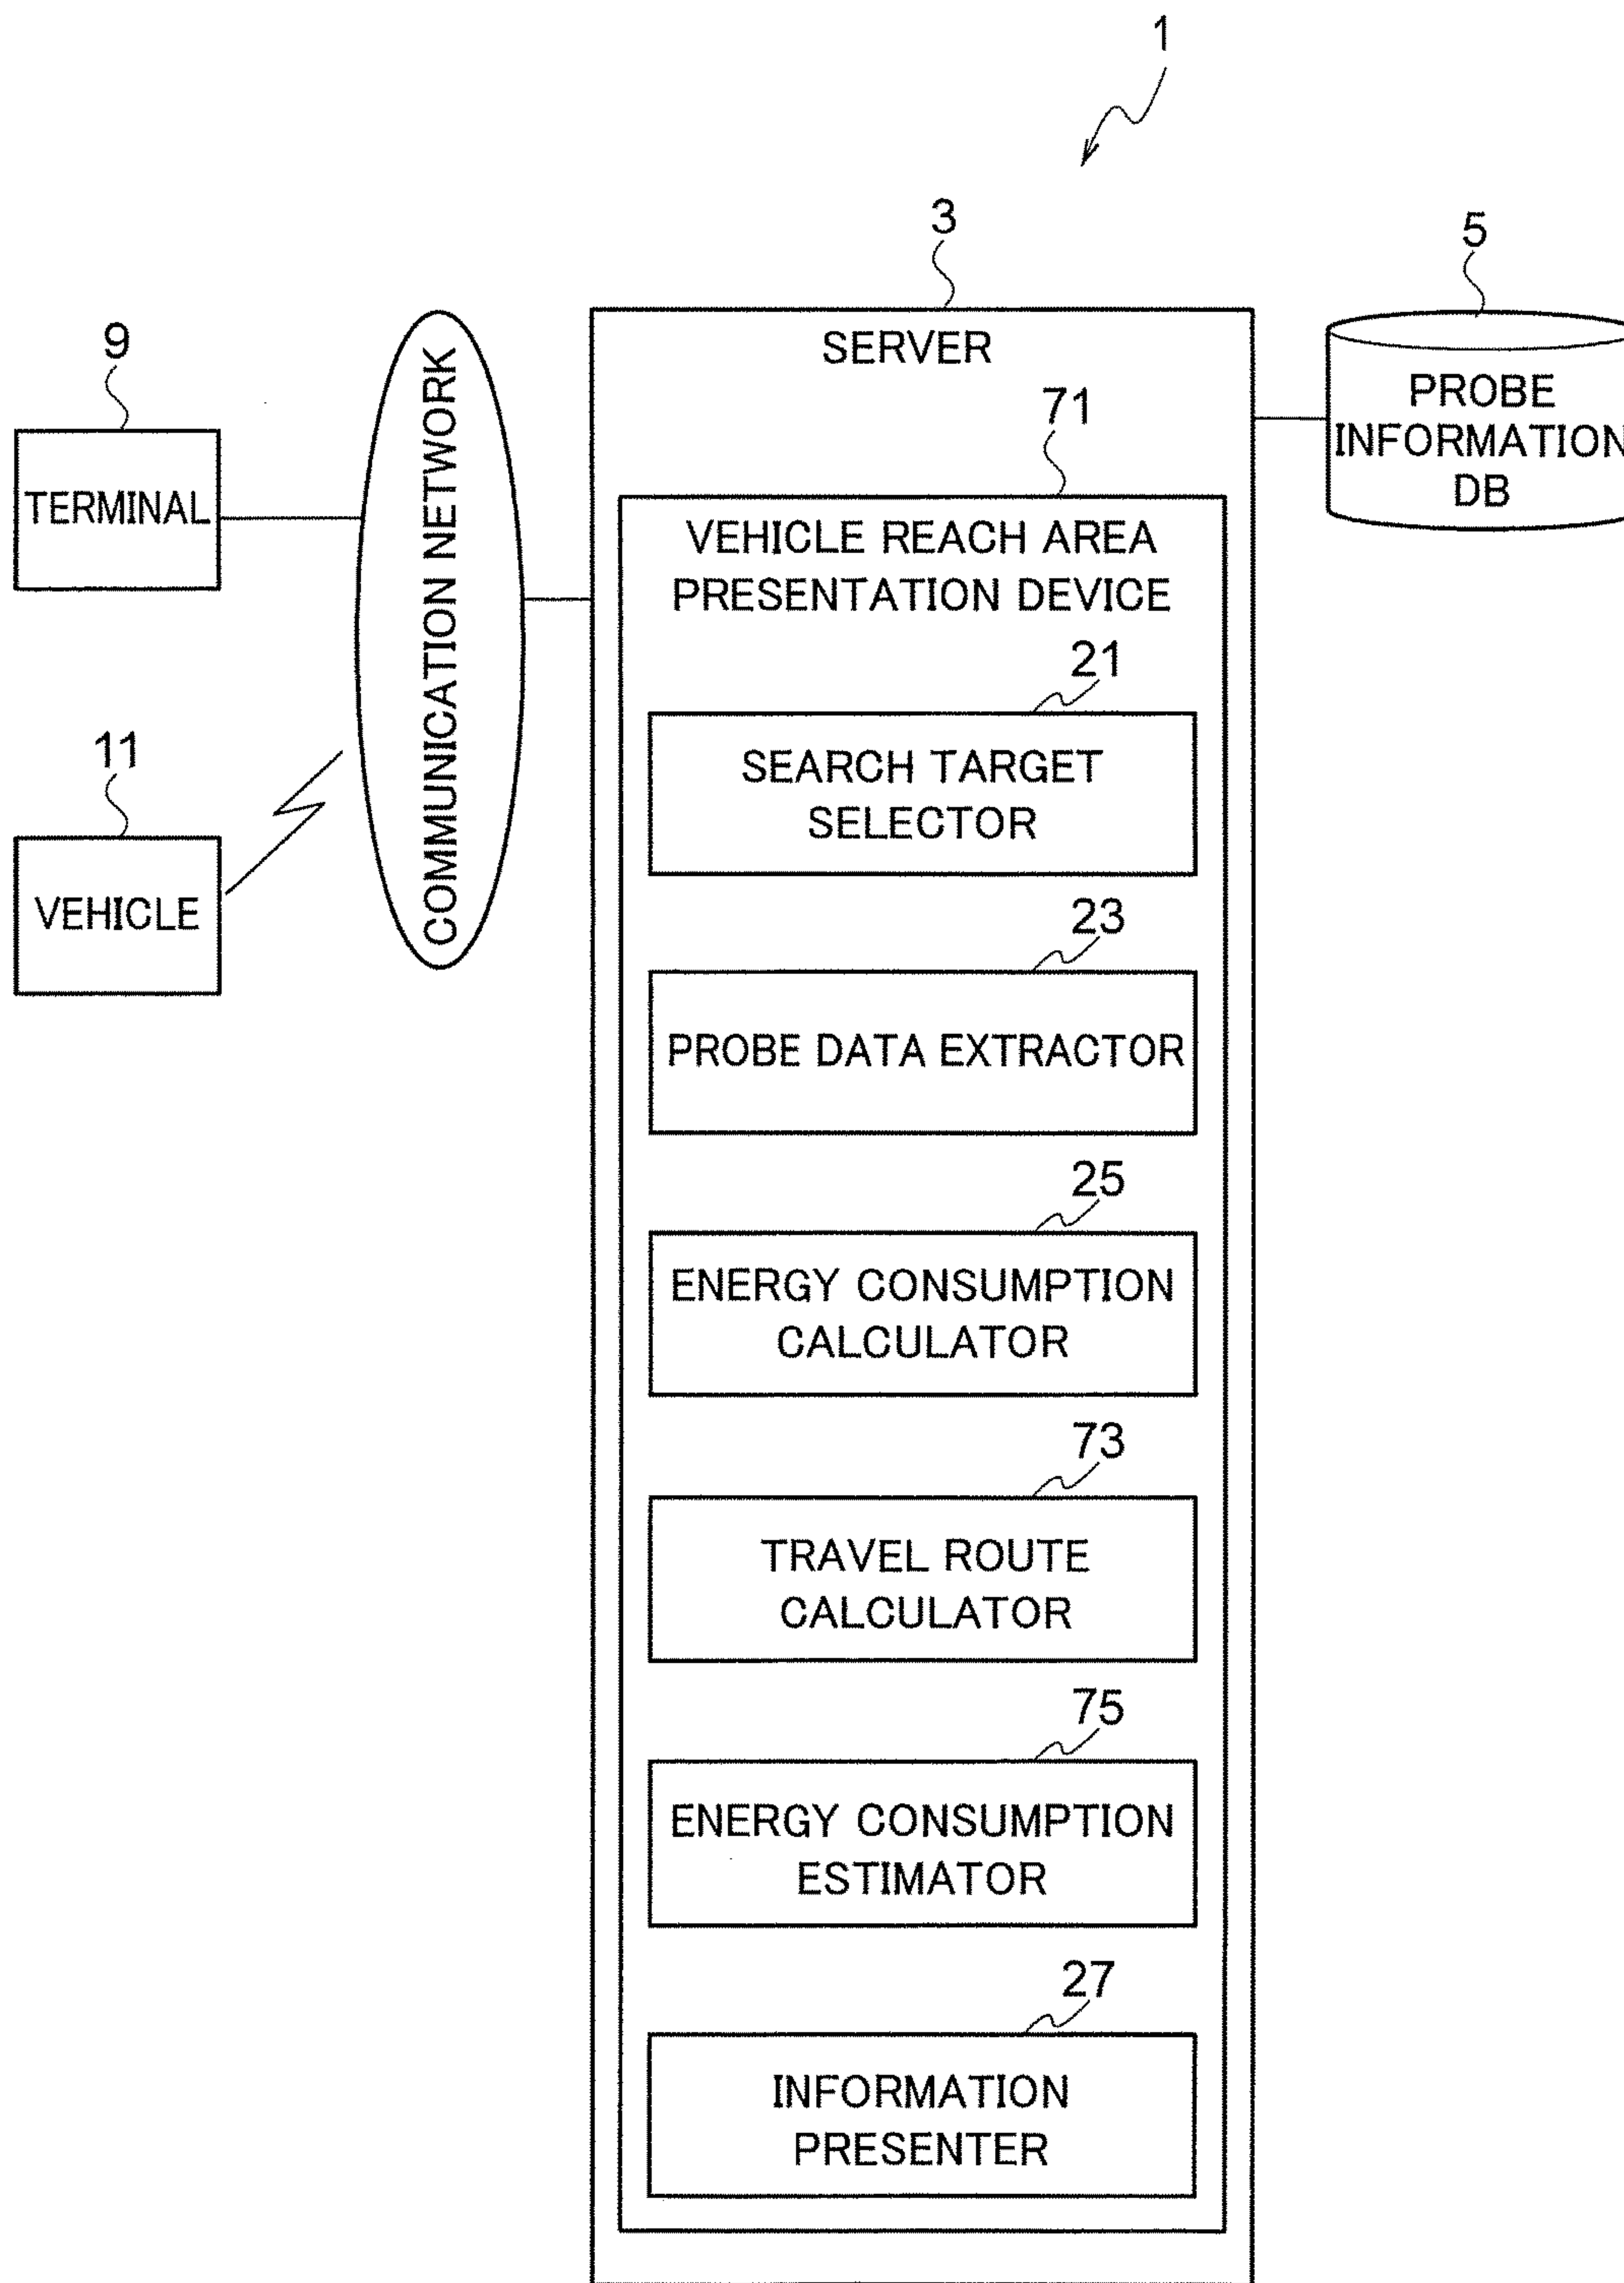 1
3
5
9
SERVER
PROBE
INFORMATION
DB
71
TERMINAL
COMMUNICATION NETWORK
VEHICLE REACH AREA
PRESENTATION DEVICE
21
11
SEARCH TARGET
SELECTOR
VEHICLE
23
PROBE DATA EXTRACTOR
25
ENERGY CONSUMPTION
CALCULATOR
73
TRAVEL ROUTE
CALCULATOR
75
ENERGY CONSUMPTION
ESTIMATOR
27
INFORMATION
PRESENTER